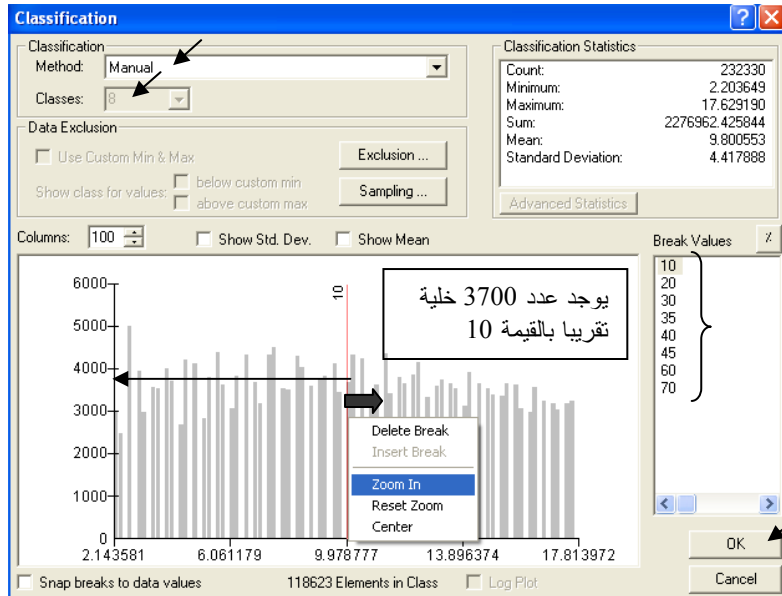 Classification
Classification
Method: Manual
Classes: 8
Data Exclusion
Use Custom Min & Max
Exclusion ...
Show class for values:
below custom min
above custom max
Sampling ...
Classification Statistics
Count: 232330
Minimum: 2.203649
Maximum: 17.629190
Sum: 2276962.425844
Mean: 9.800553
Standard Deviation: 4.417888
Advanced Statistics
Columns: 100
Show Std. Dev.
Show Mean
Break Values
%
10
20
30
35
40
45
60
70
6000
5000
4000
3000
2000
1000
0
10
يوجد عدد 3700 خلية
تقريبا بالقيمة 10
Delete Break
Insert Break
Zoom In
Reset Zoom
Center
2.143581 6.061179 9.978777 13.896374 17.813972
OK
Cancel
Snap breaks to data values
118623 Elements in Class
Log Plot